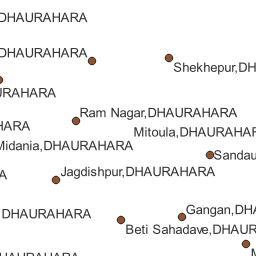 DHAURAHARA
DHAURAHARA
Shekhepur,DH
URAHARA
Ram Nagar,DHAURAHARA
HARA
Mitoula,DHAURAHAR
Midania,DHAURAHARA
Sandau
A
Jagdishpur,DHAURAHARA
DHAURAHARA
Gangan,DHA
Beti Sahadave,DHAUR
DHAURAHARA